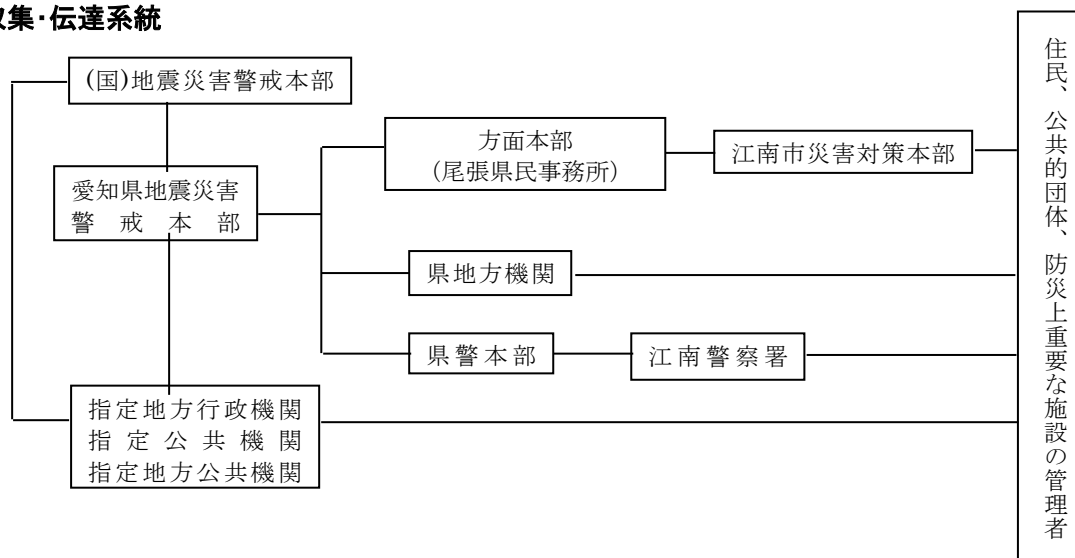 集･伝達系統
(国)地震災害警戒本部
方面本部
(尾張県民事務所)
江南市災害対策本部
愛知県地震災害
警戒本部
県地方機関
県警本部
江南警察署
指定地方行政機関
指定公共機関
指定地方公共機関
住民、公共的団体、防災上重要な施設の管理者